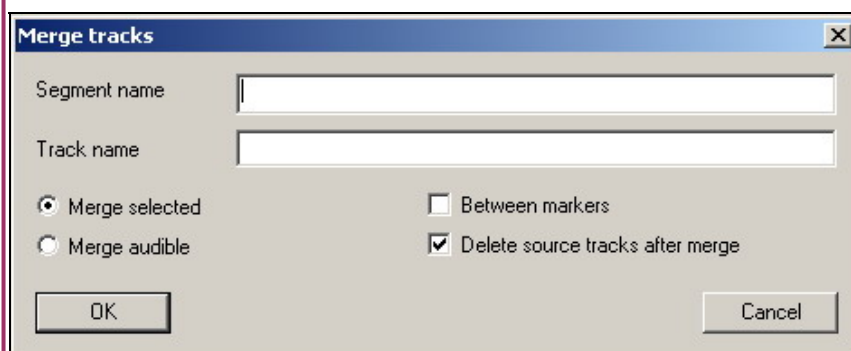 Merge tracks
Segment name
Track name
Merge selected
Between markers
Merge audible
Delete source tracks after merge
OK
Cancel